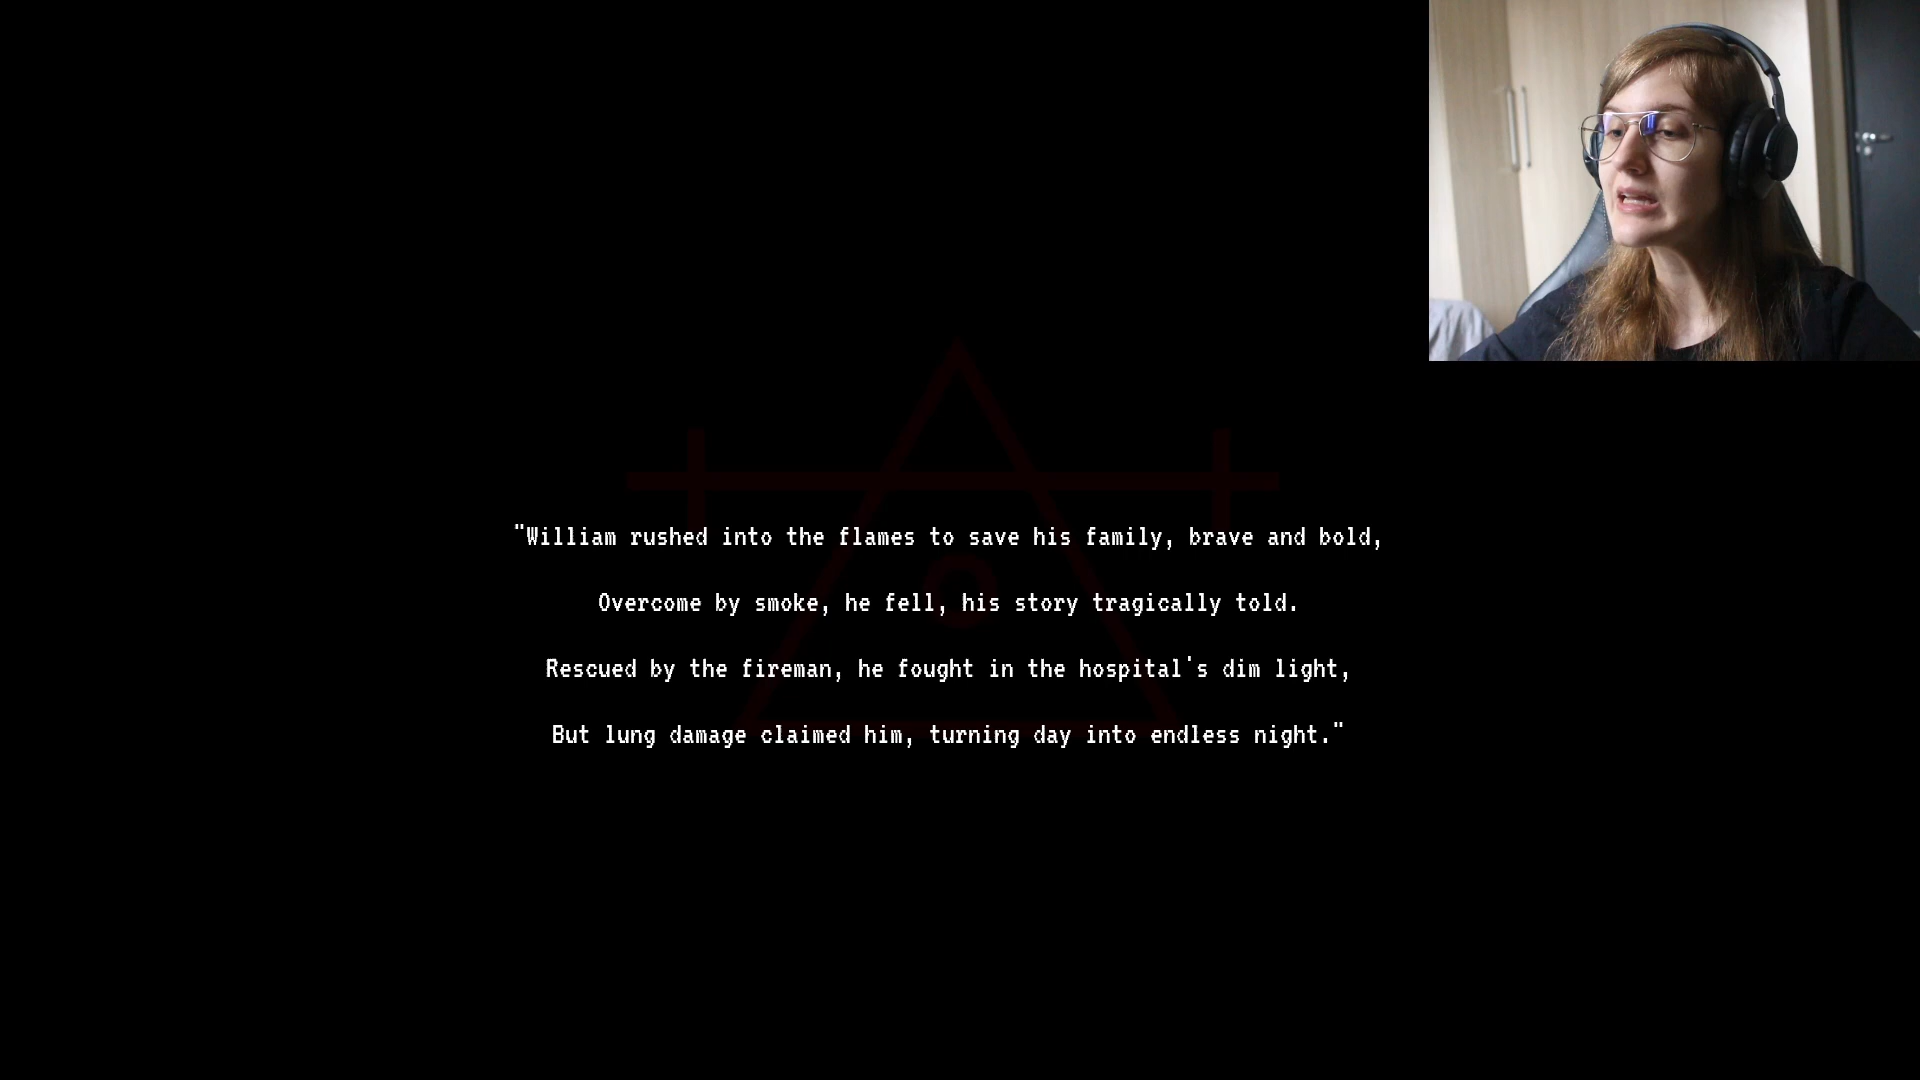 "William rushed into the flames to save his family, brave and bold,
Overcome by smoke, he fell, his story tragically told.
Rescued by the fireman, he fought in the hospital's dim light,
But lung damage claimed him, turning day into endless night."